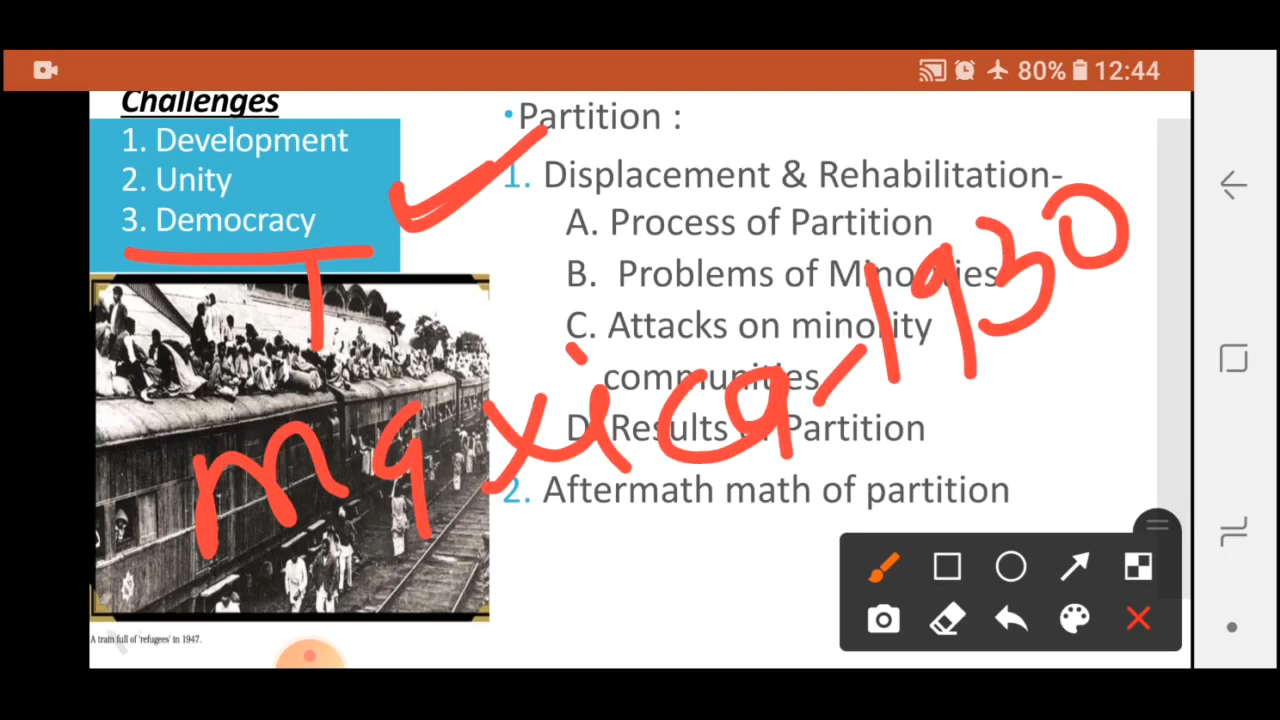 80% 12:44
Challenges
1. Development
2. Unity
3. Democracy
•Partition :
1. Displacement & Rehabilitation-
A. Process of Partition
B. Problems of Minorities
C. Attacks on minority
communities
D. Results of Partition
2. Aftermath math of partition
maxica-1930
A train full of 'refugees' in 1947.